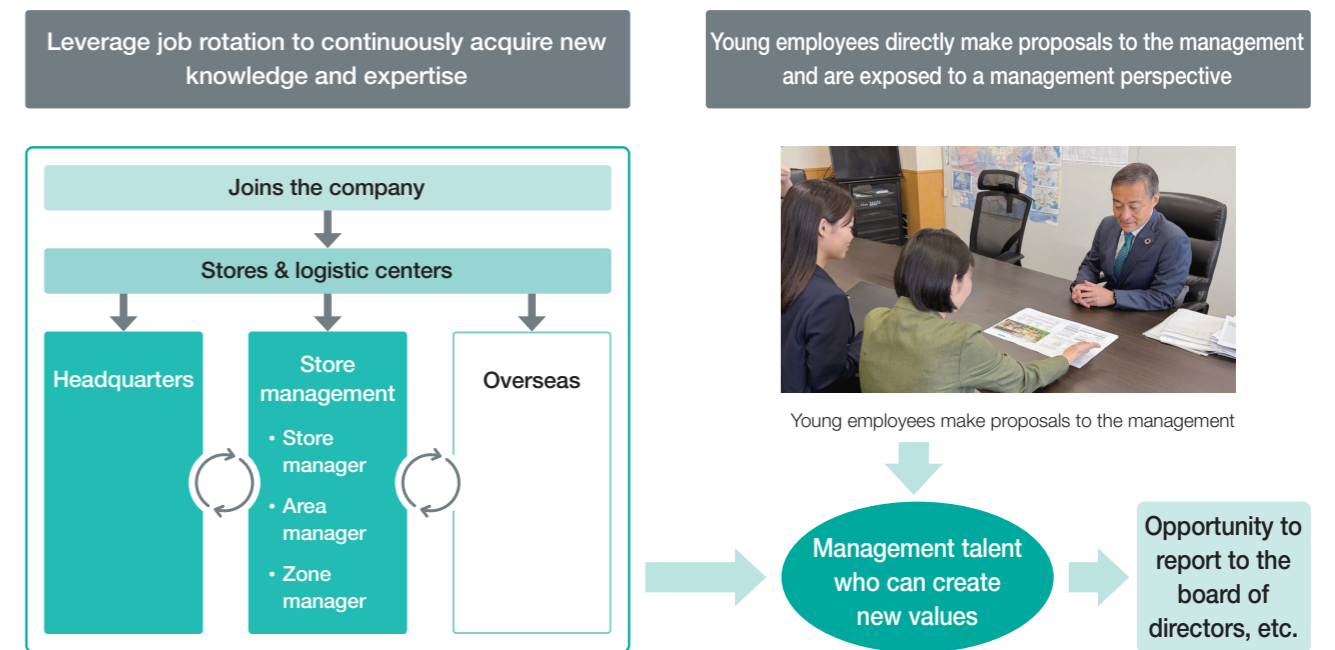 Leverage job rotation to continuously acquire new
knowledge and expertise
Joins the company
Stores & logistic centers
Headquarters
Store
management
• Store
manager
• Area
manager
• Zone
manager
Overseas
Young employees directly make proposals to the management
and are exposed to a management perspective
Young employees make proposals to the management
Management talent
who can create
new values
Opportunity to
report to the
board of
directors, etc.